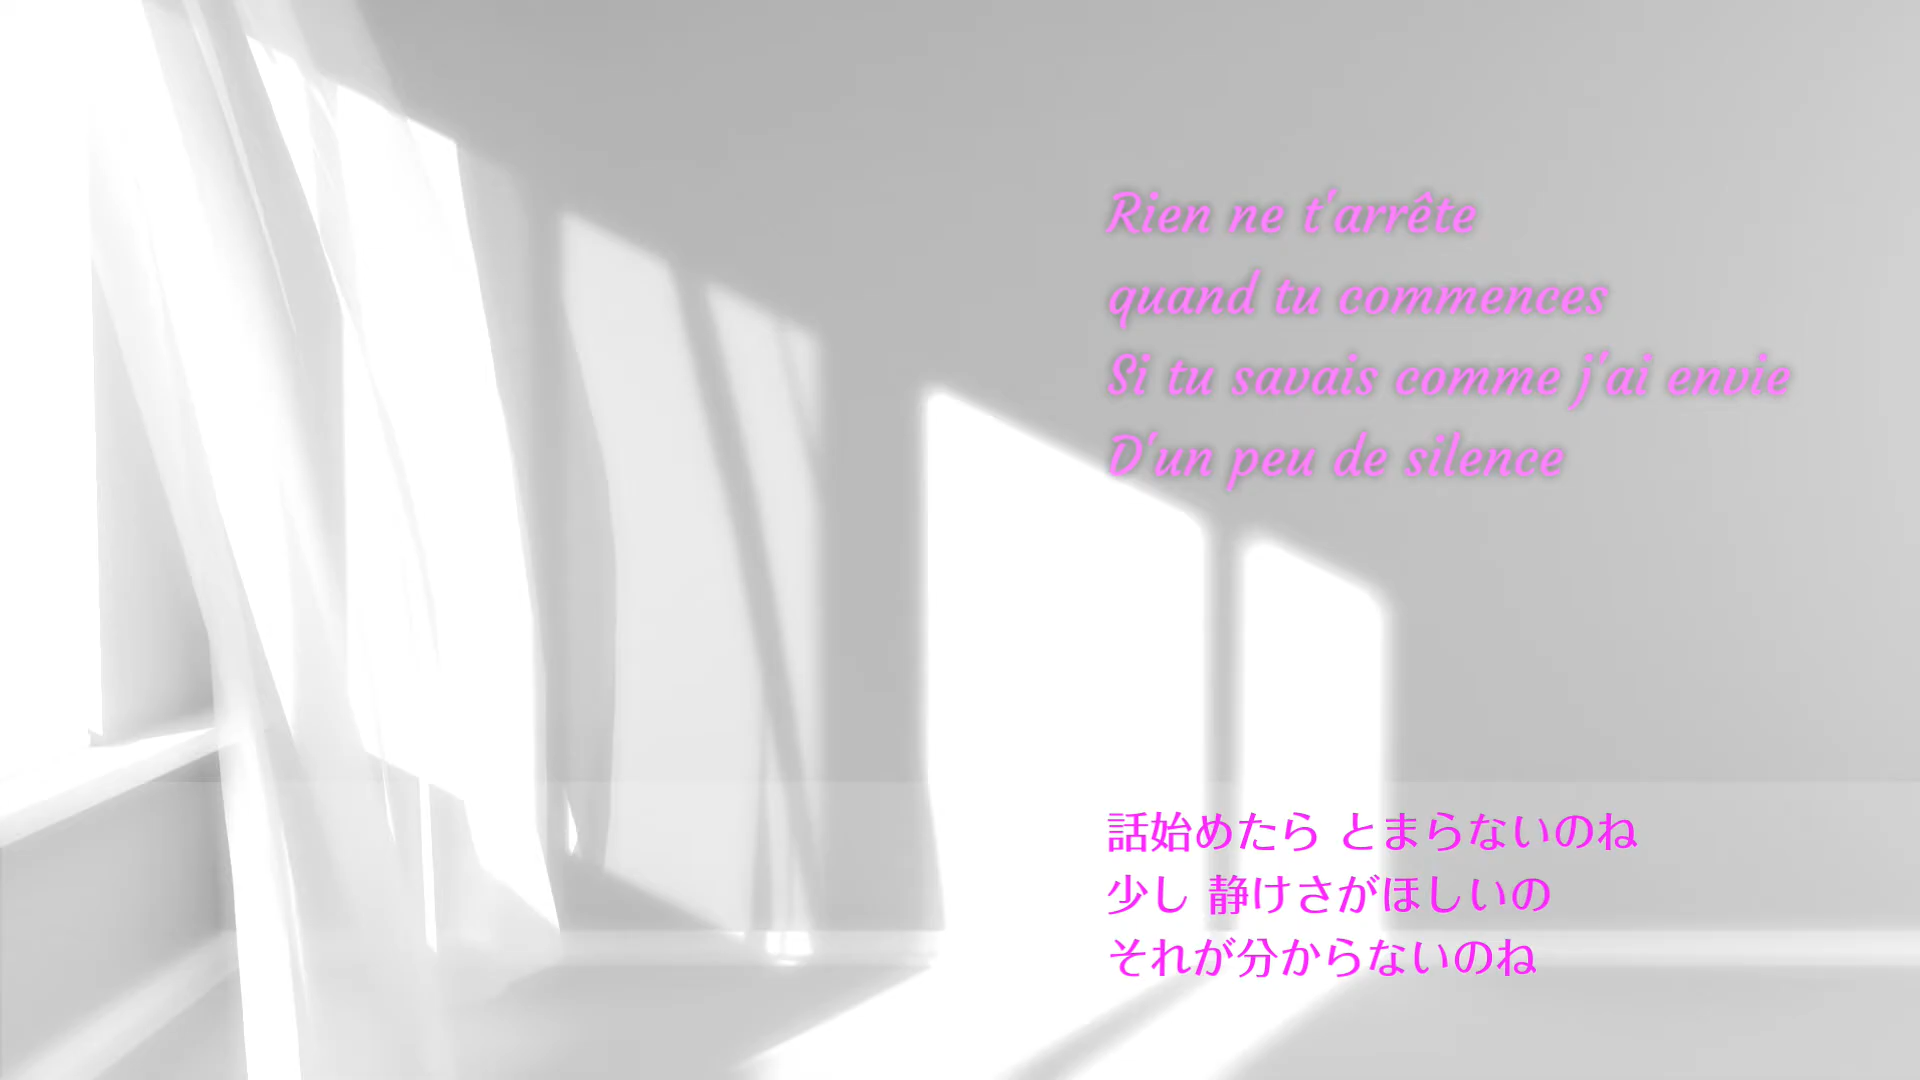 Rien ne t'arrête
quand tu commences
Si tu savais comme j'ai envie
D'un peu de silence
話始めたら とまらないのね
少し 静けさがほしいの
それが分からないのね